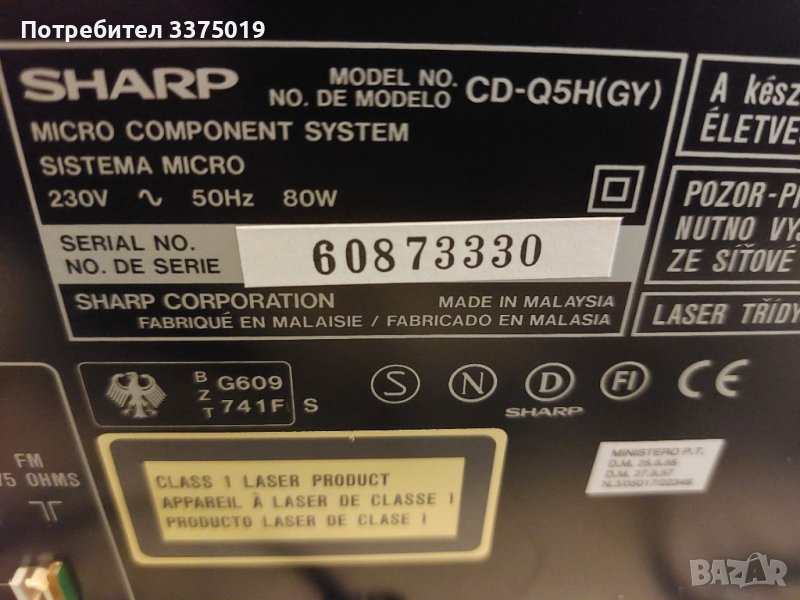 Потребител 3375019
SHARP
MODEL NO.
NO. DE MODELO
CD-Q5H(GY)
MICRO COMPONENT SYSTEM
SISTEMA MICRO
230V ∿ 50Hz 80W
SERIAL NO.
NO. DE SERIE
60873330
SHARP CORPORATION
MADE IN MALAYSIA
FABRIQUÉ EN MALAISIE / FABRICADO EN MALASIA
A kész
ÉLETVES
POZOR-P
NUTNO VY
ZE SÍŤOVÉ
LASER TŘÍDY
B
Z
T
G609
741F S
S N D FI CE
SHARP
CLASS 1 LASER PRODUCT
APPAREIL À LASER DE CLASSE 1
PRODUCTO LASER DE CLASE 1
MINISTERO P.T.
FM
75 OHMS
BAZAR